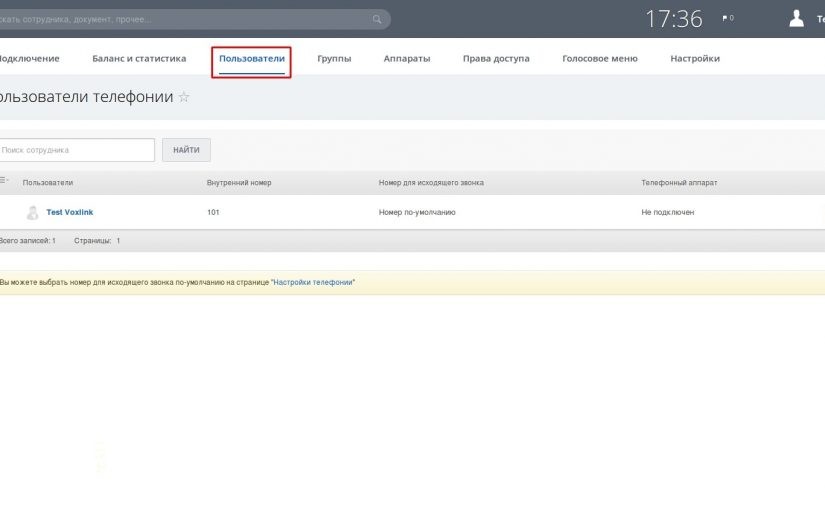 скать сотрудника, документ, прочее...
17:36
0
Те
одключение
Баланс и статистика
Пользователи
Группы
Аппараты
Права доступа
Голосовое меню
Настройки
ользователи телефонии
Поиск сотрудника
НАЙТИ
Пользователи
Внутренний номер
Номер для исходящего звонка
Телефонный аппарат
Test Voxlink
101
Номер по-умолчанию
Не подключен
Всего записей: 1
Страницы: 1
Вы можете выбрать номер для исходящего звонка по-умолчанию на странице "Настройки телефонии"